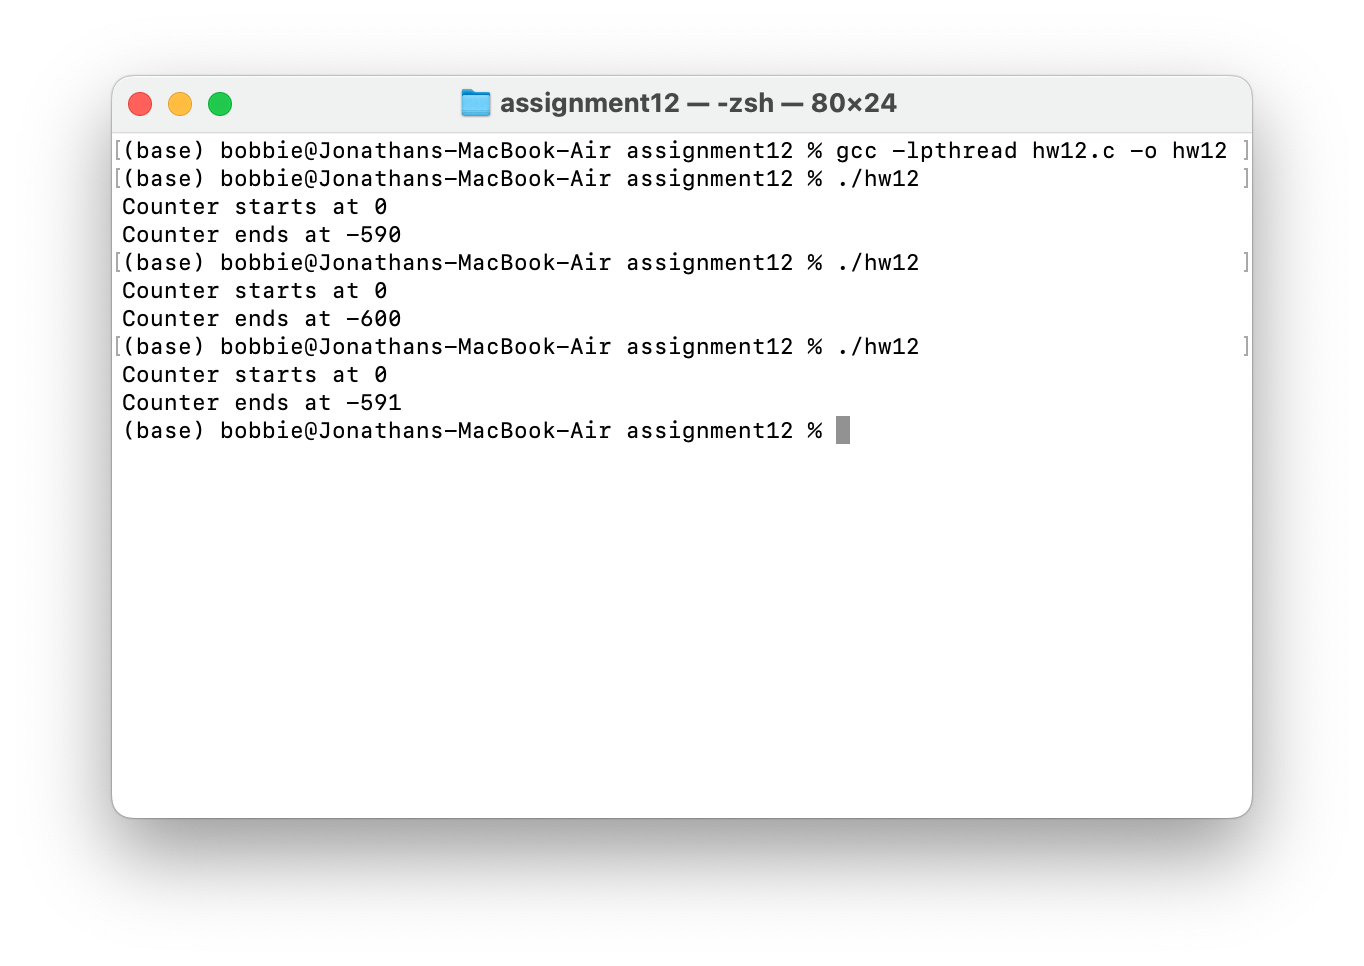 assignment12 — -zsh — 80×24
[(base) bobbie@Jonathans-MacBook-Air assignment12 % gcc -lpthread hw12.c -o hw12 ]
[(base) bobbie@Jonathans-MacBook-Air assignment12 % ./hw12 ]
Counter starts at 0
Counter ends at -590
[(base) bobbie@Jonathans-MacBook-Air assignment12 % ./hw12 ]
Counter starts at 0
Counter ends at -600
[(base) bobbie@Jonathans-MacBook-Air assignment12 % ./hw12 ]
Counter starts at 0
Counter ends at -591
(base) bobbie@Jonathans-MacBook-Air assignment12 %